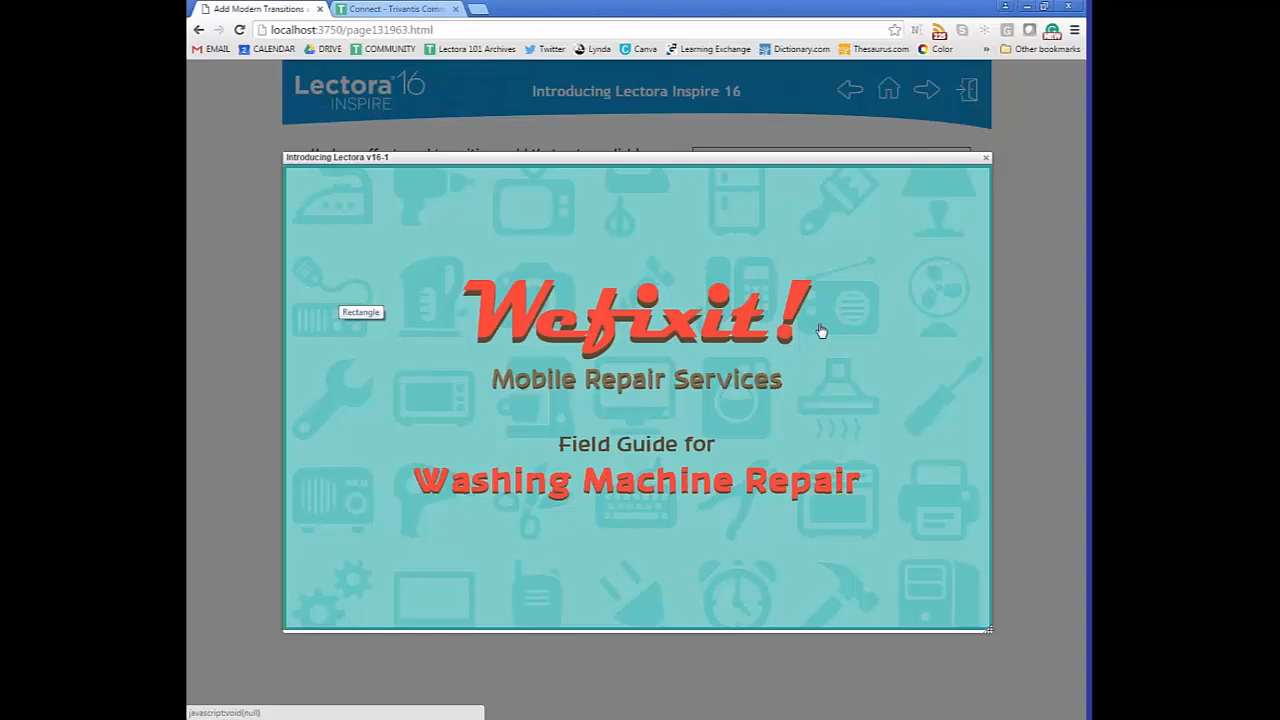 Add Modern Transitions
Connect - Trivantis Comm
localhost:3750/page131963.html
EMAIL CALENDAR DRIVE COMMUNITY Lectora 101 Archives Twitter Lynda Canva Learning Exchange Dictionary.com Thesaurus.com Color » Other bookmarks
Lectora®16
INSPIRE
Introducing Lectora Inspire 16
Introducing Lectora v16-1
Wefixit!
Rectangle
Mobile Repair Services
Field Guide for
Washing Machine Repair
javascript:void(null)